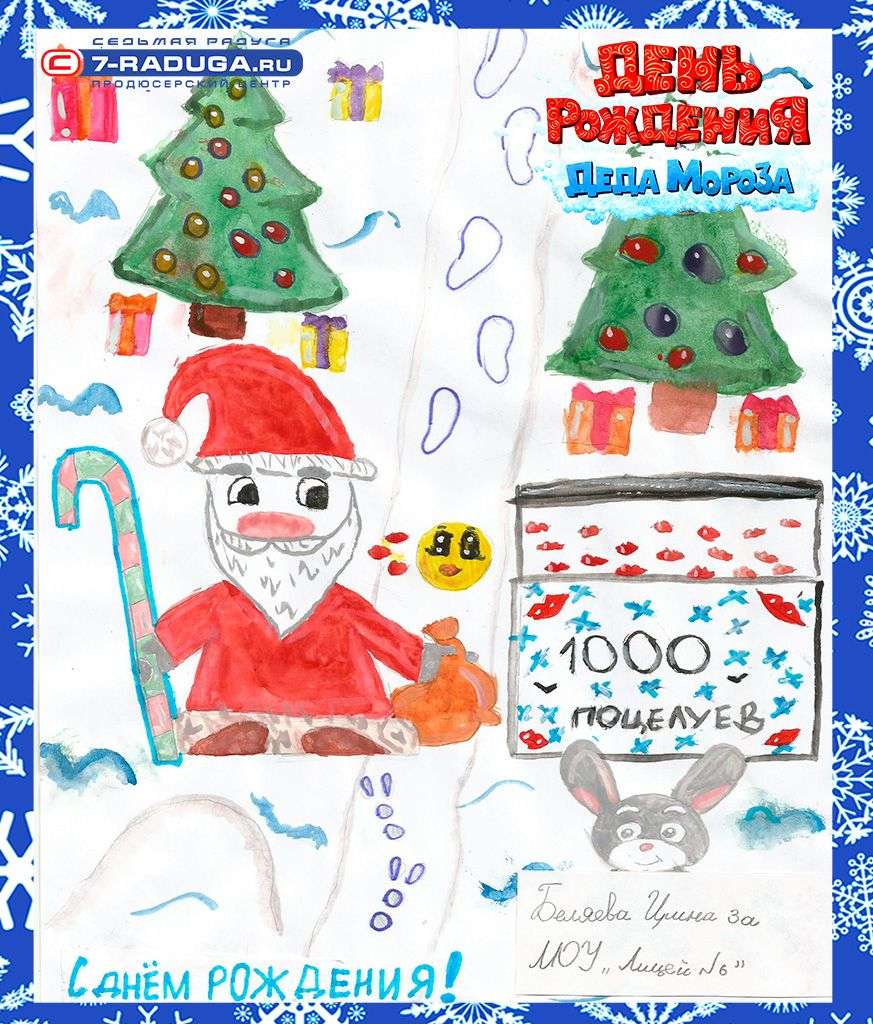 СЕДЬМАЯ РАДУГА
7-RADUGA.RU
ПРОДЮСЕРСКИЙ ЦЕНТР
ДЕНЬ
РОЖДЕНИЯ
ДЕДА МОРОЗА
1000
ПОЦЕЛУЕВ
Беляева Ирина 3а
МОУ „Лицей №6”
С ДНЁМ РОЖДЕНИЯ!